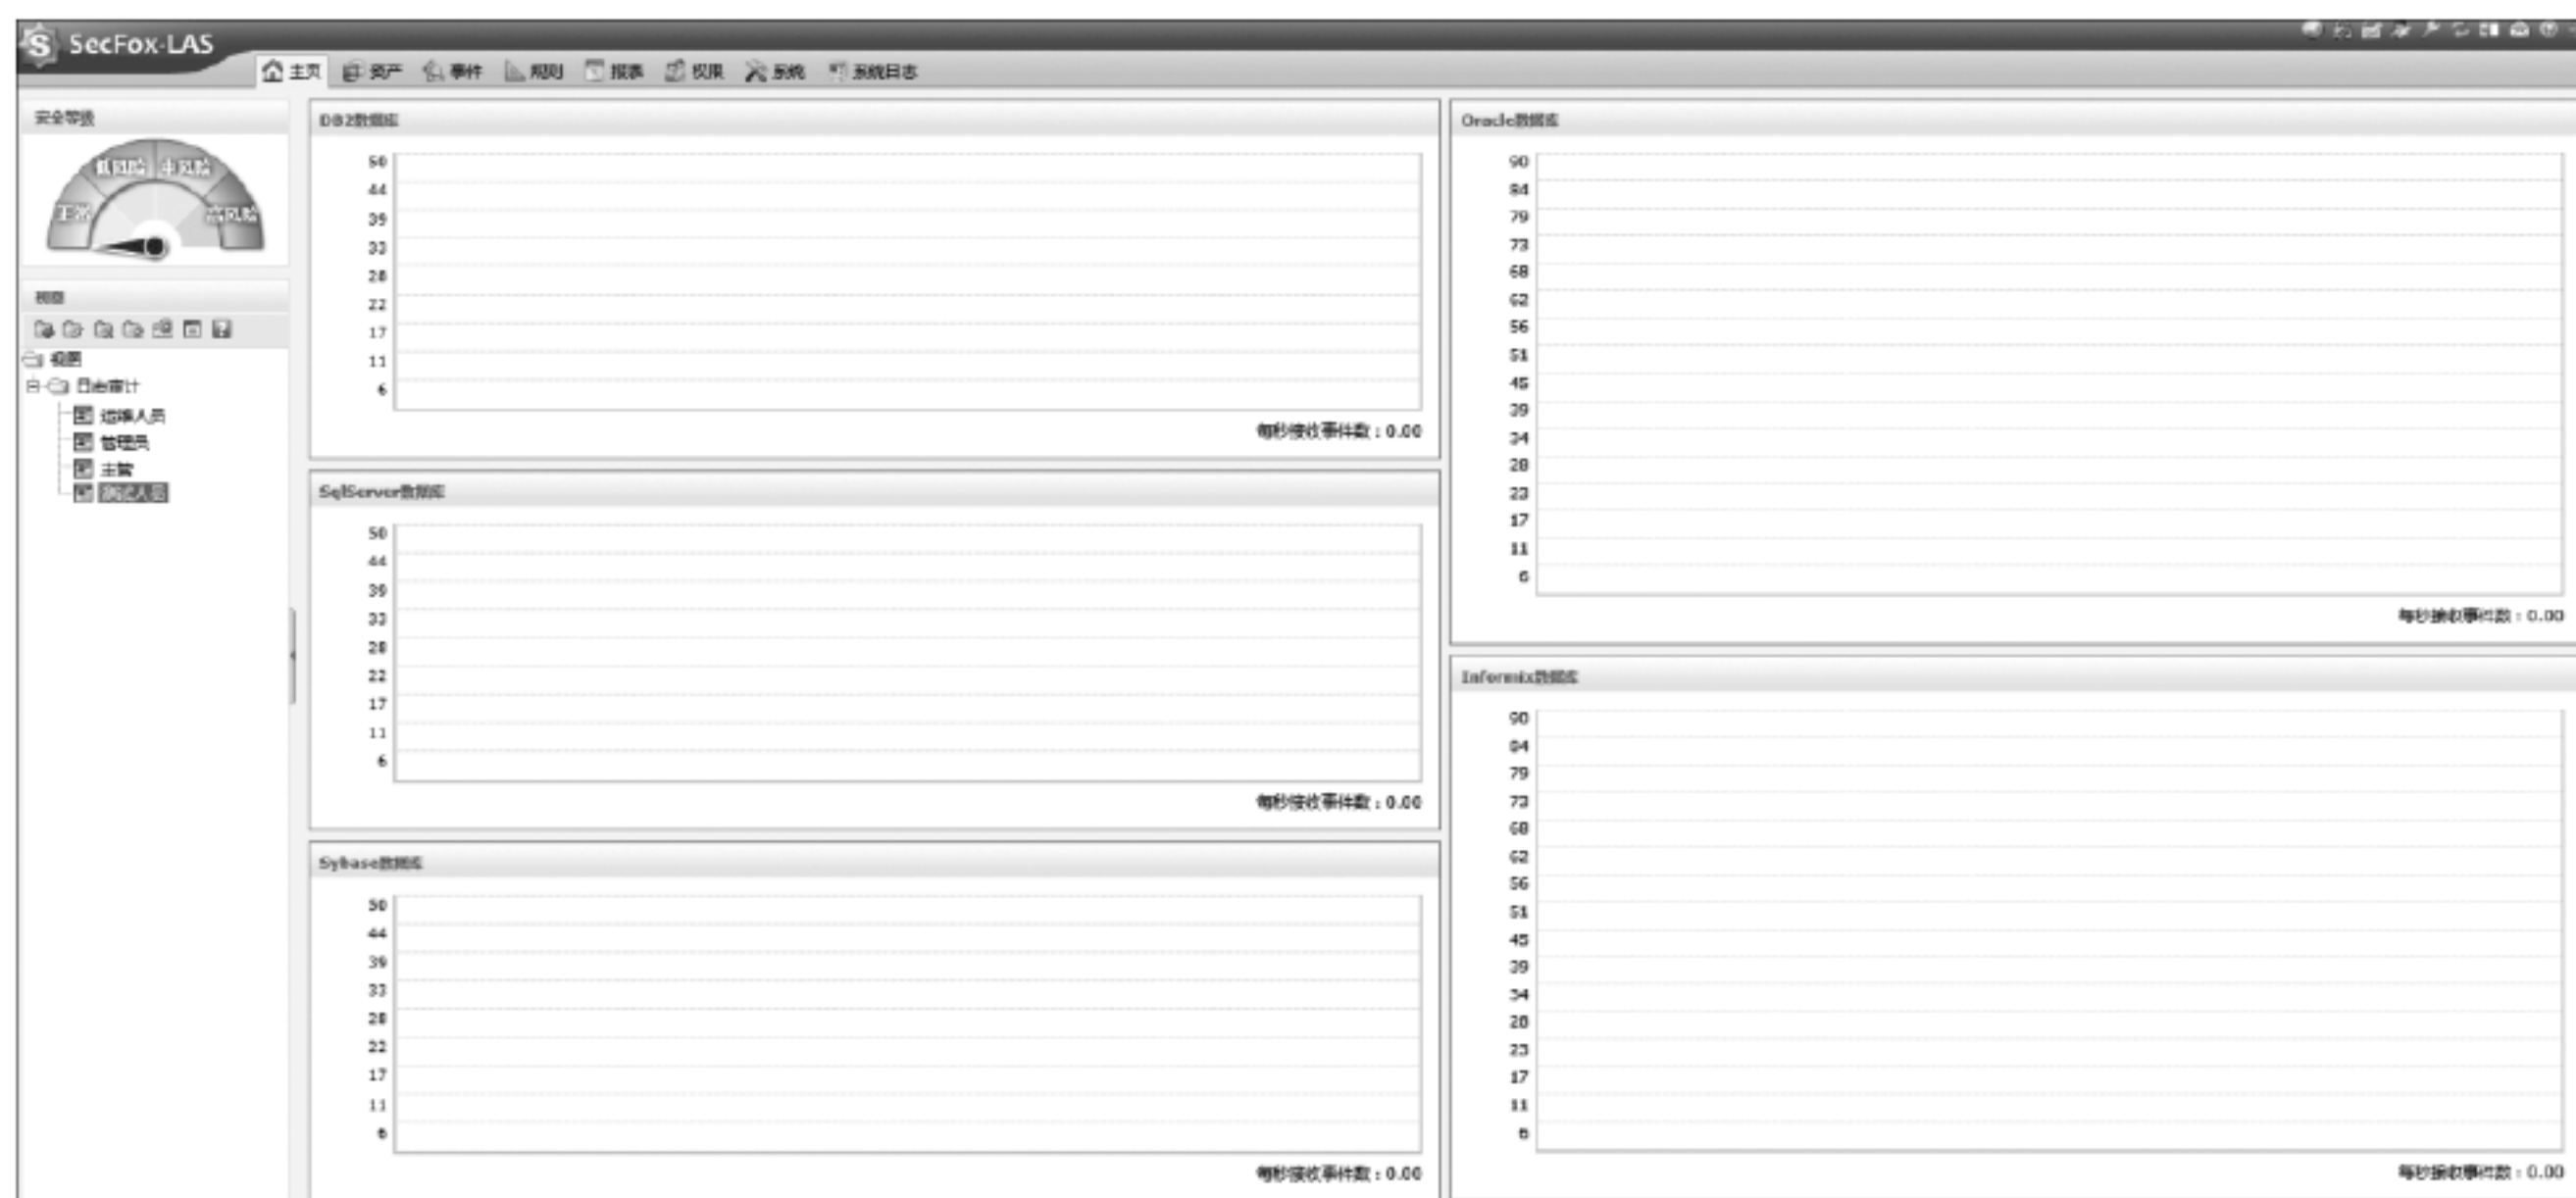 SecFox-LAS
主页 资产 事件 规则 报表 权限 系统 系统日志
安全等级
正常 低风险 中风险 高风险
视图
视图
日志审计
运维人员
管理员
主管
测试人员
DB2数据库
50
44
39
33
28
22
17
11
6
每秒接收事件数：0.00
SqlServer数据库
50
44
39
33
28
22
17
11
6
每秒接收事件数：0.00
Sybase数据库
50
44
39
33
28
22
17
11
6
每秒接收事件数：0.00
Oracle数据库
90
84
79
73
68
62
56
51
45
39
34
28
23
17
11
6
每秒接收事件数：0.00
Informix数据库
90
84
79
73
68
62
56
51
45
39
34
28
23
17
11
6
每秒接收事件数：0.00